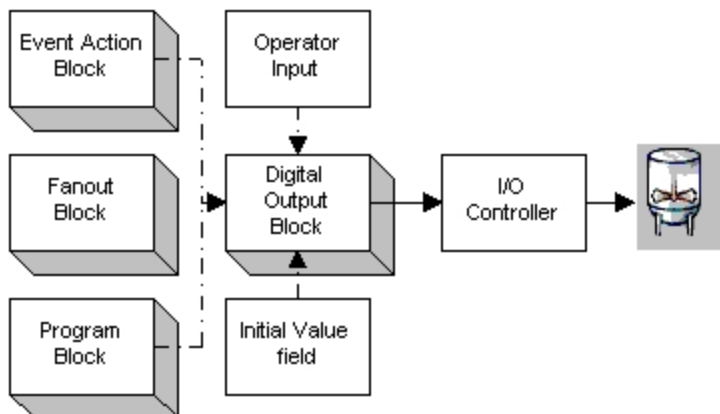 Event Action
Block
Operator
Input
Fanout
Block
Digital
Output
Block
I/O
Controller
Program
Block
Initial Value
field